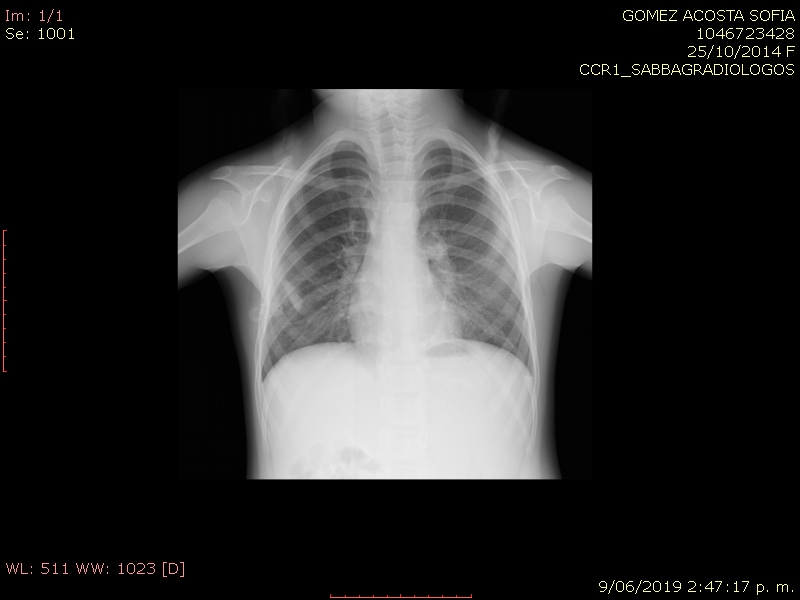 Im: 1/1
Se: 1001
GOMEZ ACOSTA SOFIA
1046723428
25/10/2014 F
CCR1_SABBAGRADIOLOGOS
WL: 511 WW: 1023 [D]
9/06/2019 2:47:17 p. m.